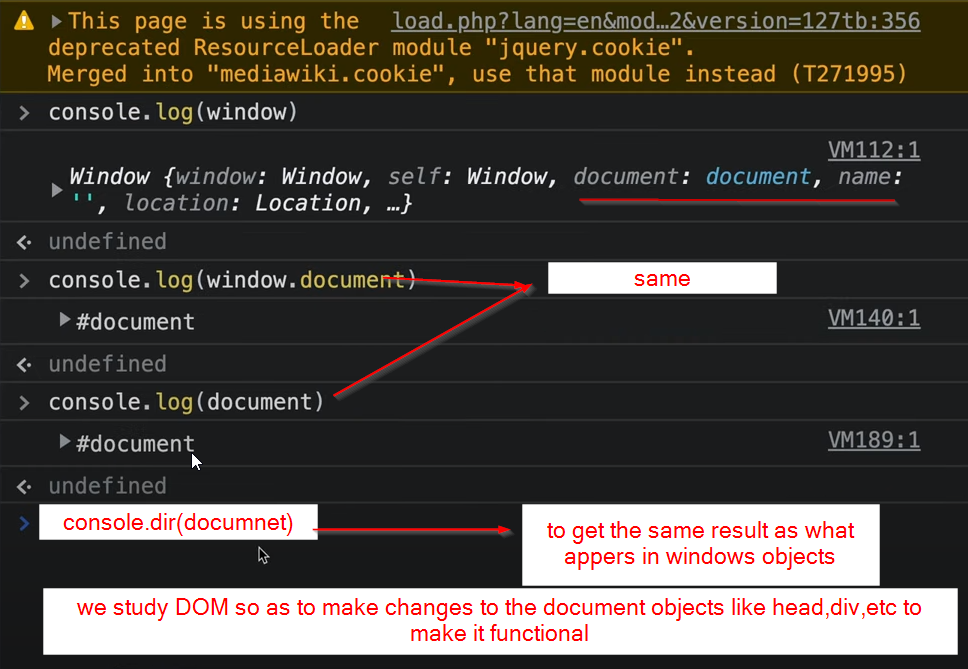 This page is using the load.php?lang=en&mod…2&version=127tb:356
deprecated ResourceLoader module "jquery.cookie".
Merged into "mediawiki.cookie", use that module instead (T271995)
> console.log(window)
VM112:1
Window {window: Window, self: Window, document: document, name:
'', location: Location, …}
undefined
> console.log(window.document)
same
#document
VM140:1
undefined
> console.log(document)
#document
VM189:1
undefined
> console.dir(documnet)
to get the same result as what
appers in windows objects
we study DOM so as to make changes to the document objects like head,div,etc to
make it functional